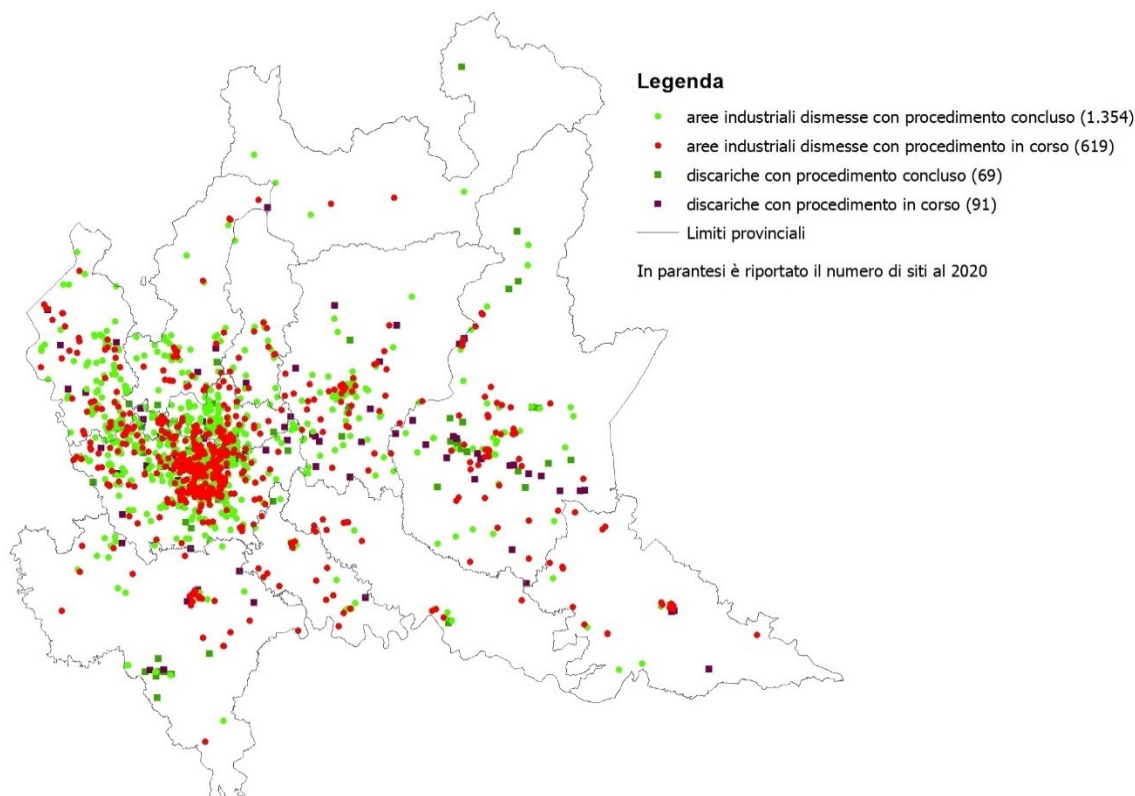 Legenda
aree industriali dismesse con procedimento concluso (1.354)
aree industriali dismesse con procedimento in corso (619)
discariche con procedimento concluso (69)
discariche con procedimento in corso (91)
Limiti provinciali
In parantesi è riportato il numero di siti al 2020